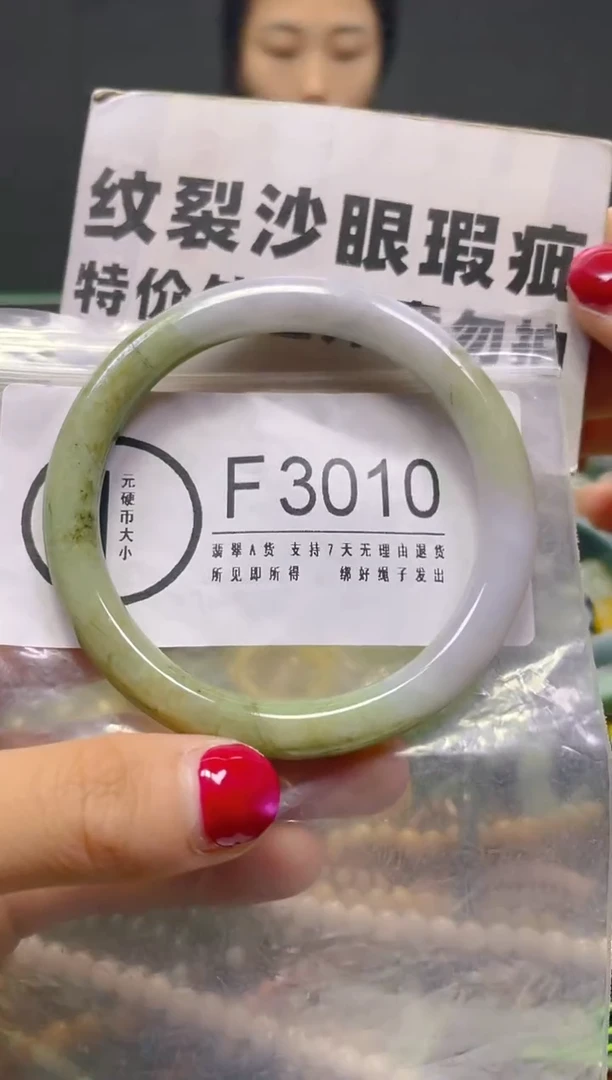 纹裂沙眼瑕疵
特价
勿拍
F3010
元硬币大小
翡翠A货 支持7天无理由退货
所见即所得 绑好绳子发出